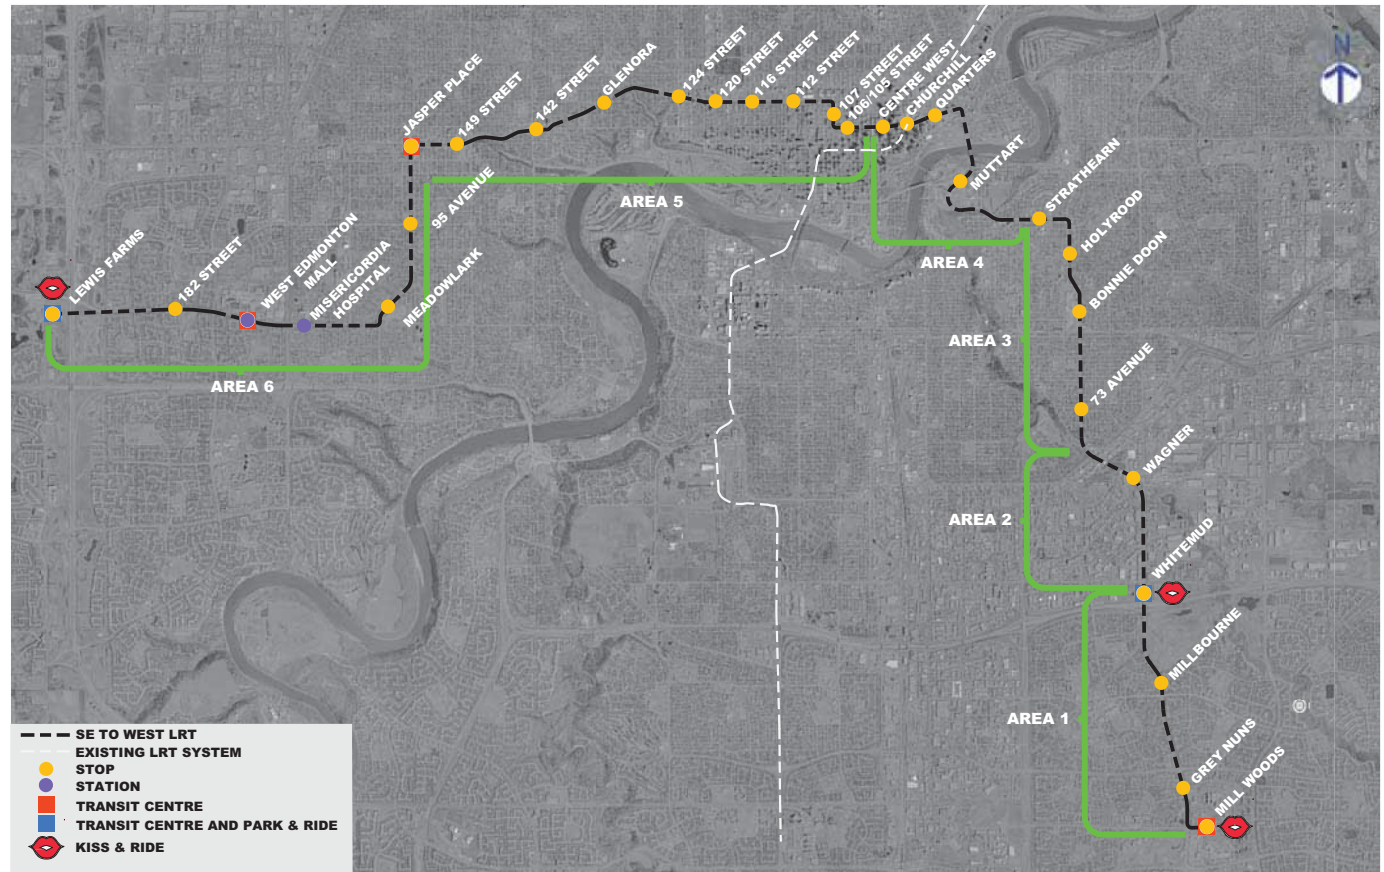 N
JASPER PLACE
149 STREET
142 STREET
GLENORA
124 STREET
120 STREET
116 STREET
112 STREET
107 STREET
106/105 STREET
CENTRE WEST
CHURCHILL
QUARTERS
MUTTART
STRATHEARN
HOLYROOD
BONNIE DOON
73 AVENUE
WAGNER
WHITEMUD
MILLBOURNE
GREY NUNS
MILL WOODS
95 AVENUE
MEADOWLARK
MISERICORDIA
HOSPITAL
WEST EDMONTON
MALL
182 STREET
LEWIS FARMS
AREA 5
AREA 4
AREA 3
AREA 6
AREA 2
AREA 1
SE TO WEST LRT
EXISTING LRT SYSTEM
STOP
STATION
TRANSIT CENTRE
TRANSIT CENTRE AND PARK & RIDE
KISS & RIDE